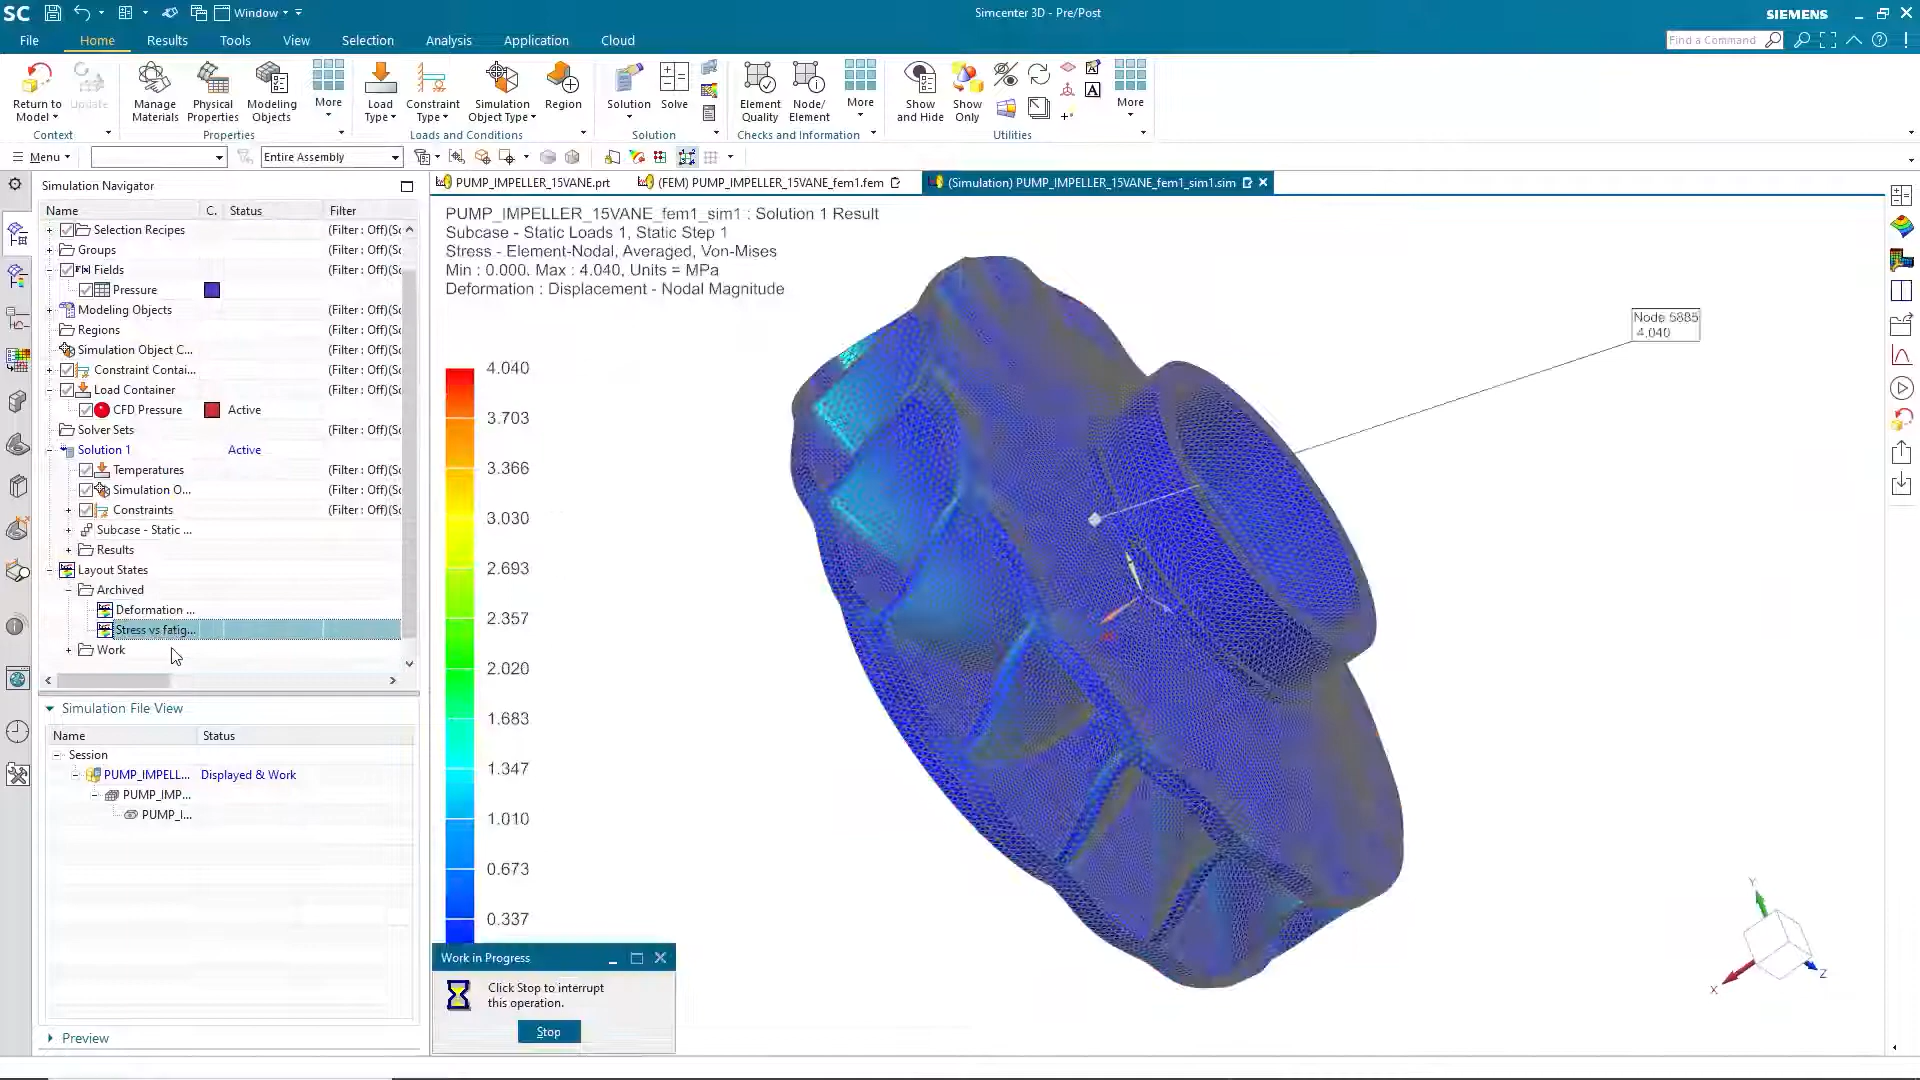 SC
Window
Simcenter 3D - Pre/Post
SIEMENS
File
Home
Results
Tools
View
Selection
Analysis
Application
Cloud
Find a Command
Return to Model
Update
Context
Manage Materials
Physical Properties
Modeling Objects
More
Properties
Load Type
Constraint Type
Simulation Object Type
Region
Loads and Conditions
Solution
Solve
Solution
Element Quality
Node/ Element
More
Checks and Information
Show and Hide
Show Only
More
Utilities
Menu
Entire Assembly
Simulation Navigator
PUMP_IMPELLER_15VANE.prt
(FEM) PUMP_IMPELLER_15VANE_fem1.fem
(Simulation) PUMP_IMPELLER_15VANE_fem1_sim1.sim
Name C. Status Filter
Selection Recipes (Filter : Off)(Sc
Groups (Filter : Off)(Sc
Fields (Filter : Off)(Sc
Pressure
Modeling Objects (Filter : Off)(Sc
Regions (Filter : Off)(Sc
Simulation Object C... (Filter : Off)(Sc
Constraint Contai... (Filter : Off)(Sc
Load Container (Filter : Off)(Sc
CFD Pressure Active
Solver Sets (Filter : Off)(Sc
Solution 1 Active
Temperatures (Filter : Off)(Sc
Simulation O... (Filter : Off)(Sc
Constraints (Filter : Off)(Sc
Subcase - Static ...
Results
Layout States
Archived
Deformation ...
Stress vs fatig...
Work
Simulation File View
Name Status
Session
PUMP_IMPELL... Displayed & Work
PUMP_IMP...
PUMP_I...
Preview
PUMP_IMPELLER_15VANE_fem1_sim1 : Solution 1 Result
Subcase - Static Loads 1, Static Step 1
Stress - Element-Nodal, Averaged, Von-Mises
Min : 0.000, Max : 4.040, Units = MPa
Deformation : Displacement - Nodal Magnitude
4.040
3.703
3.366
3.030
2.693
2.357
2.020
1.683
1.347
1.010
0.673
0.337
Node 5885
4.040
Work in Progress
Click Stop to interrupt
this operation.
Stop
Y
X
Z